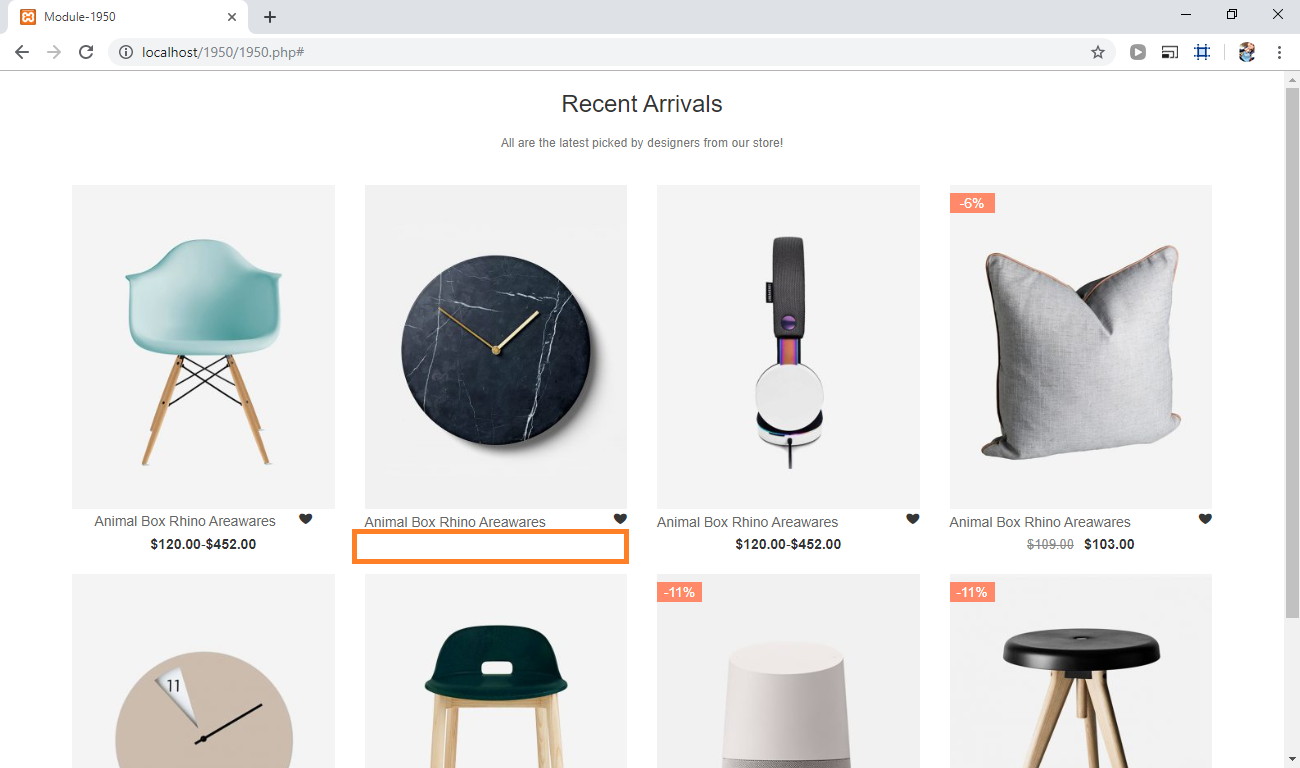 Module-1950
localhost/1950/1950.php#
Recent Arrivals
All are the latest picked by designers from our store!
-6%
Animal Box Rhino Areawares
$120.00-$452.00
Animal Box Rhino Areawares
Animal Box Rhino Areawares
$120.00-$452.00
Animal Box Rhino Areawares
$109.00 $103.00
11
-11%
-11%